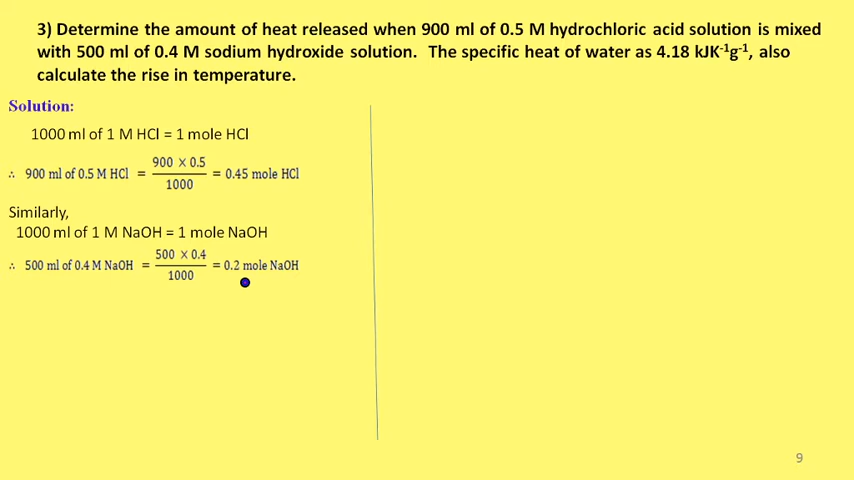 3) Determine the amount of heat released when 900 ml of 0.5 M hydrochloric acid solution is mixed
with 500 ml of 0.4 M sodium hydroxide solution. The specific heat of water as 4.18 kJK⁻¹g⁻¹, also
calculate the rise in temperature.
Solution:
1000 ml of 1 M HCl = 1 mole HCl
∴ 900 ml of 0.5 M HCl = (900 × 0.5)/1000 = 0.45 mole HCl
Similarly,
1000 ml of 1 M NaOH = 1 mole NaOH
∴ 500 ml of 0.4 M NaOH = (500 × 0.4)/1000 = 0.2 mole NaOH
9